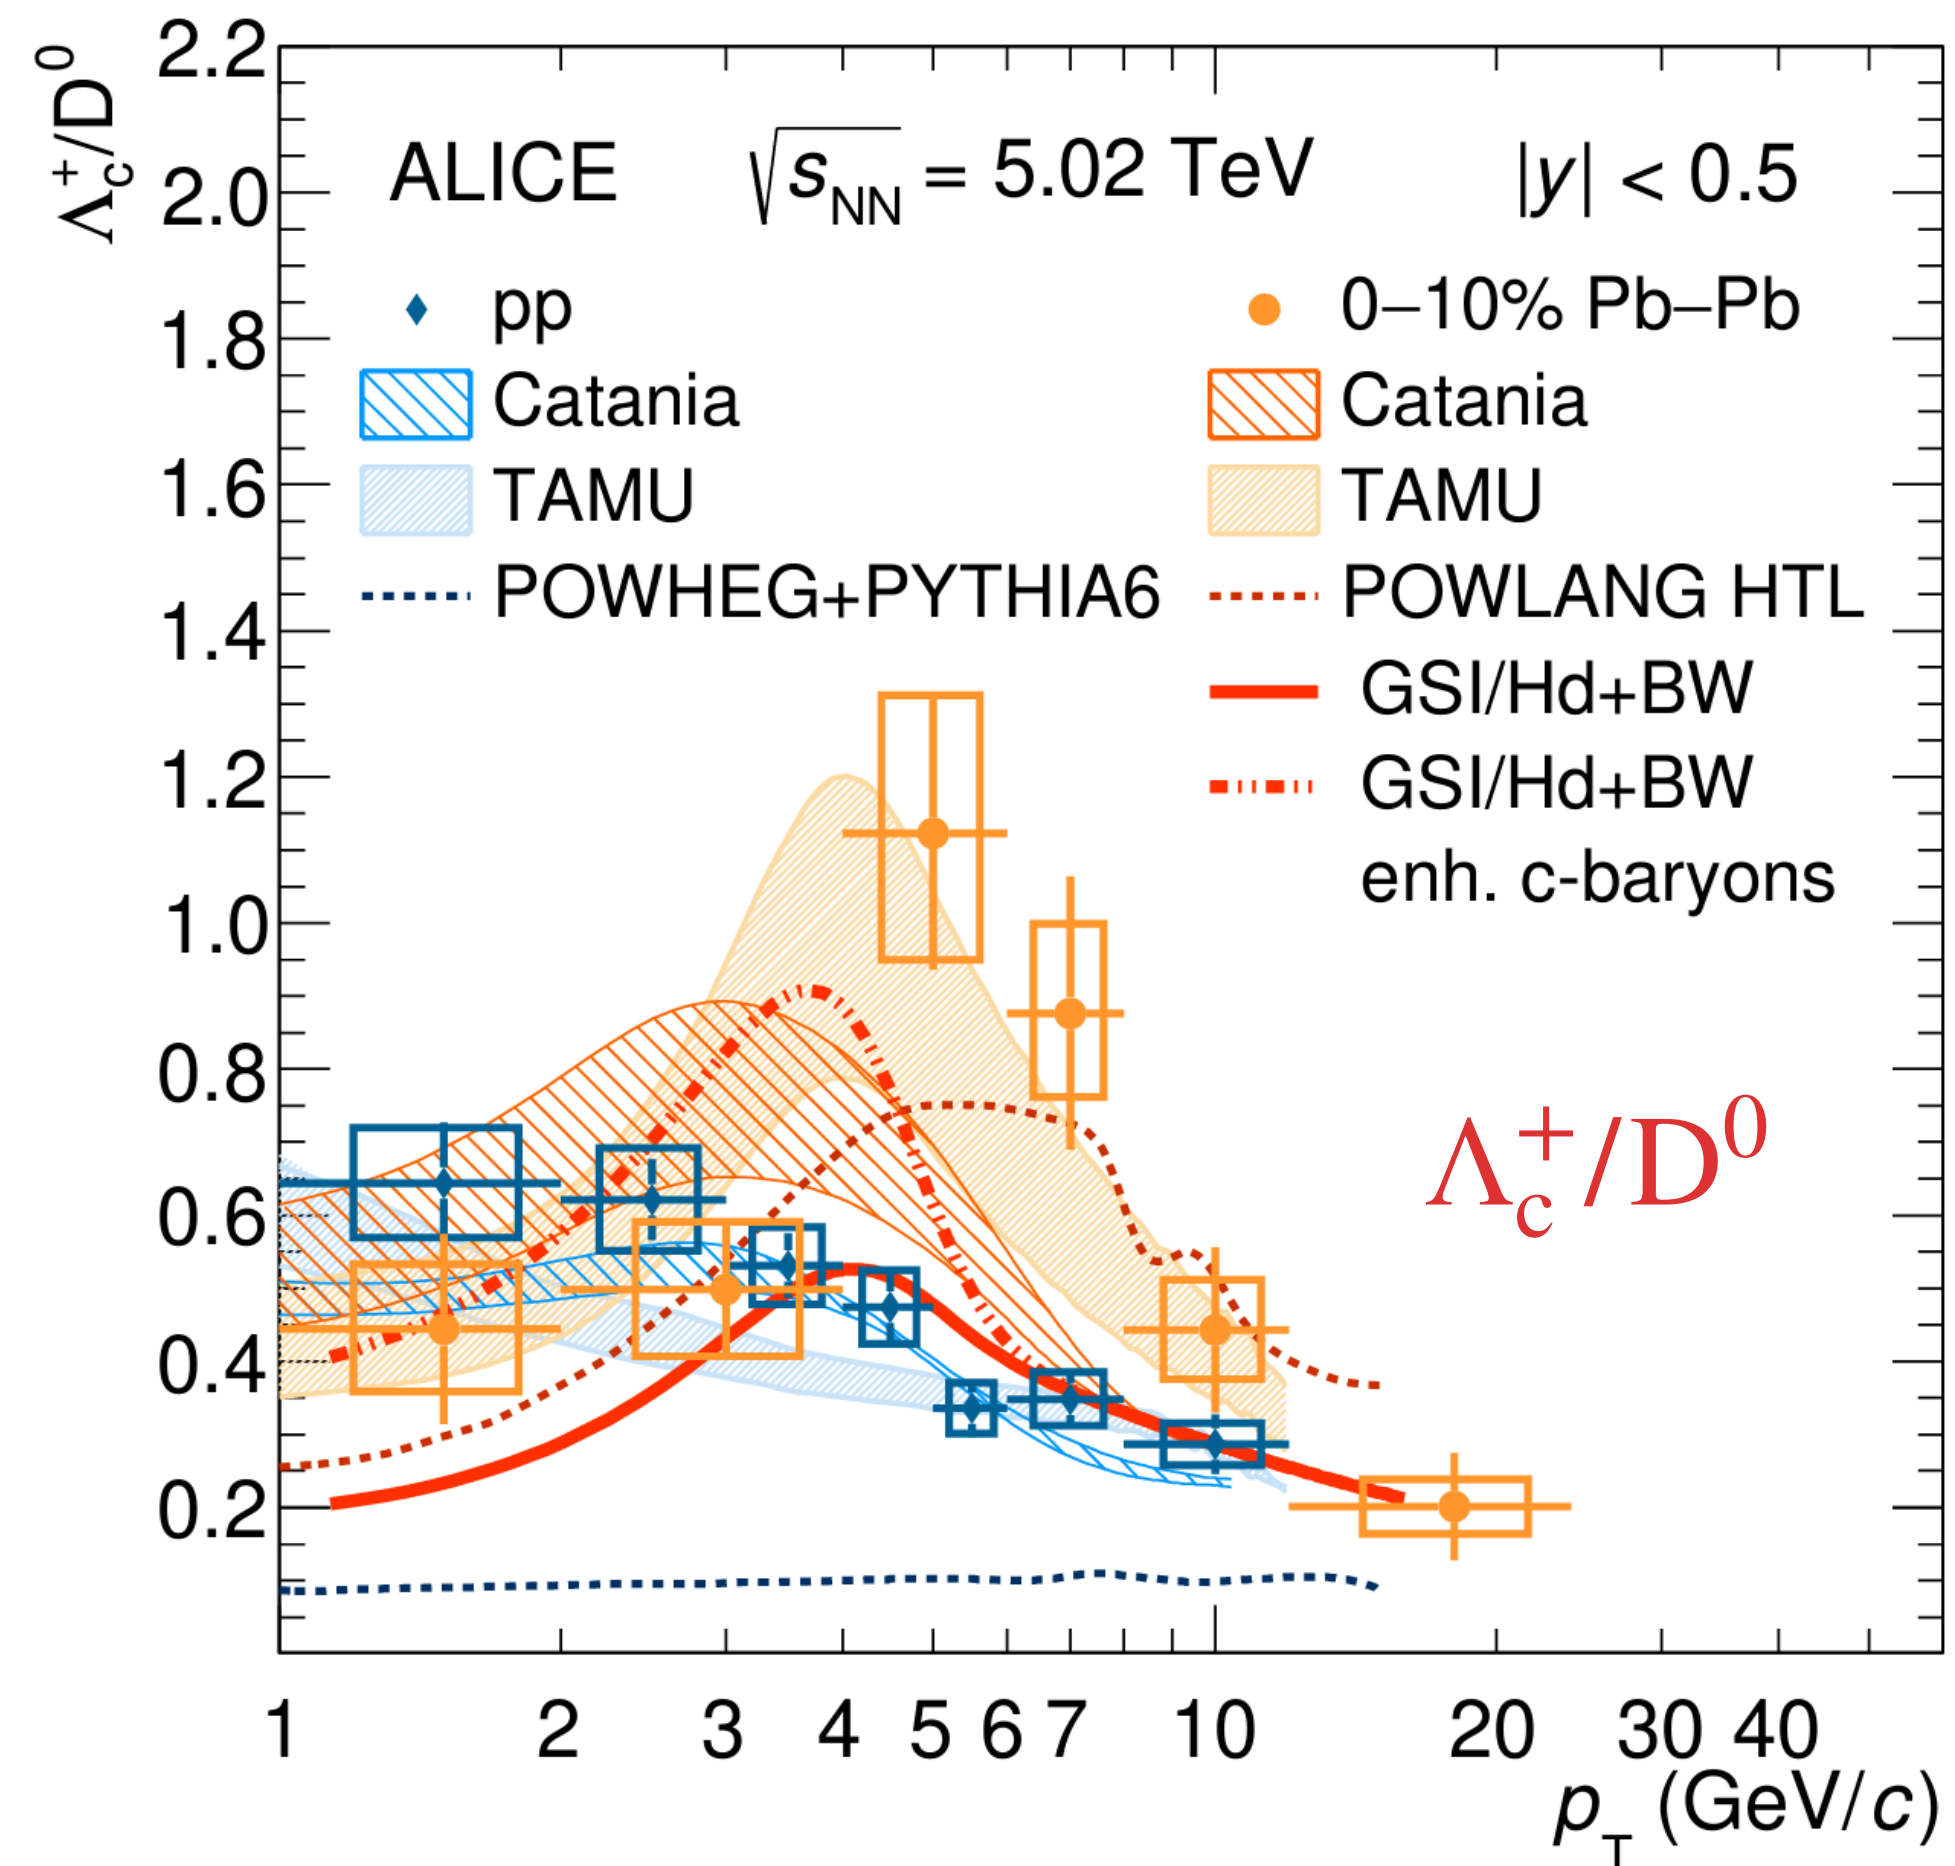 Λc+/D0
2.2
2.0
1.8
1.6
1.4
1.2
1.0
0.8
0.6
0.4
0.2
ALICE √sNN = 5.02 TeV |y| < 0.5
pp
Catania
TAMU
POWHEG+PYTHIA6
0–10% Pb–Pb
Catania
TAMU
POWLANG HTL
GSI/Hd+BW
GSI/Hd+BW
enh. c-baryons
Λc+/D0
1 2 3 4 5 6 7 10 20 30 40
pT (GeV/c)